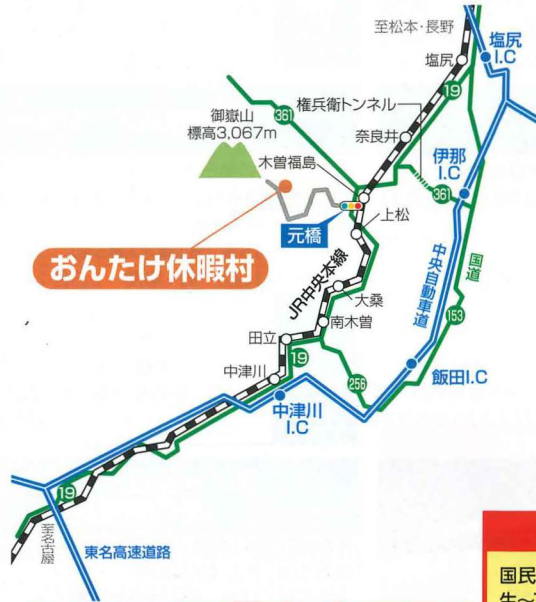 至松本・長野
塩尻
I.C
塩尻
361
権兵衛トンネル
19
御嶽山
標高3,067m
奈良井
木曽福島
伊那
I.C
361
元橋
上松
おんたけ休暇村
JR中央本線
中央自動車道
国道
153
大桑
南木曽
田立
19
中津川
256
飯田I.C
中津川
I.C
19
至名古屋
東名高速道路
国民